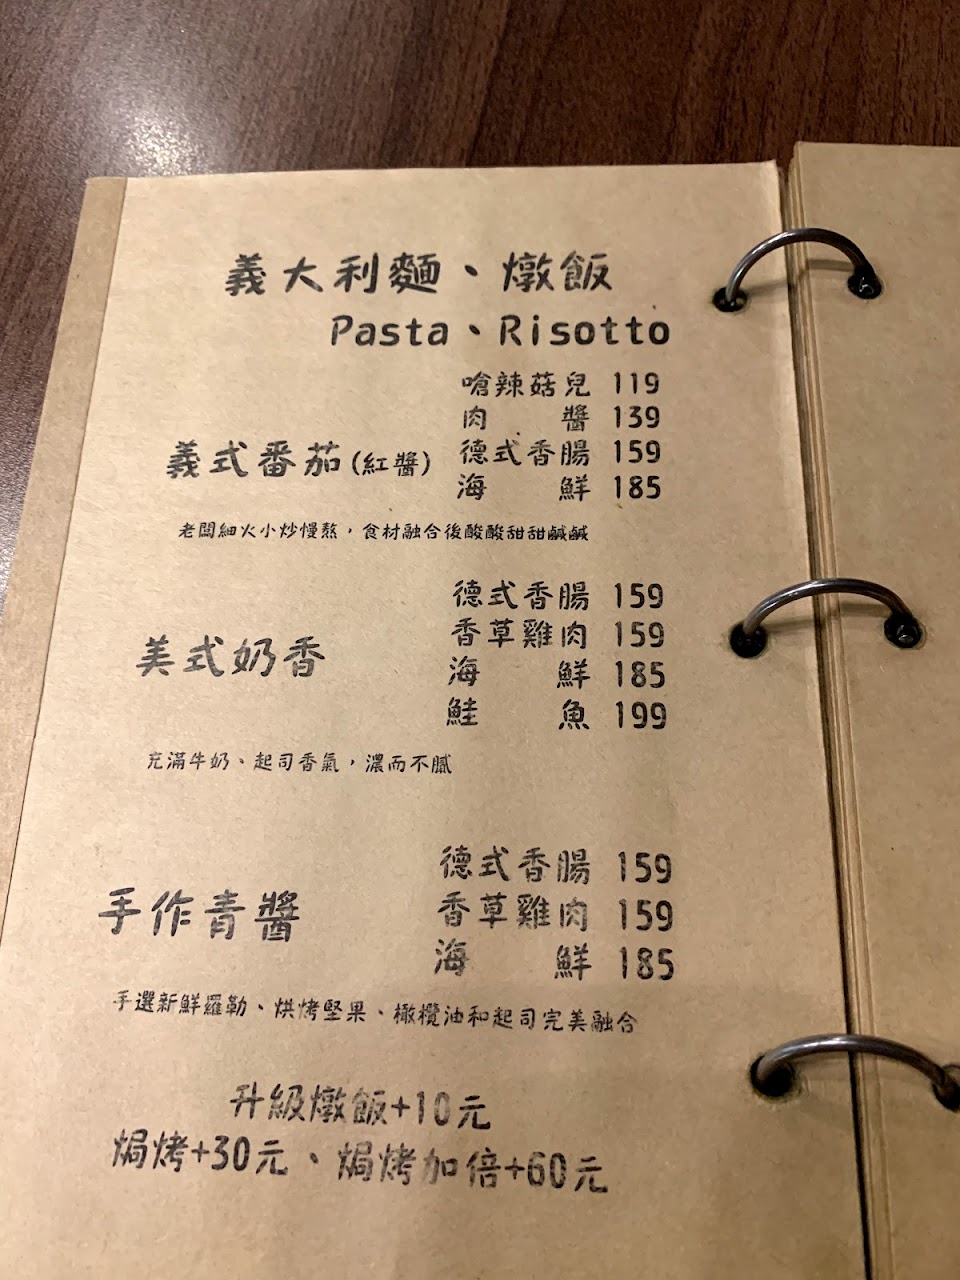 義大利麵、燉飯
Pasta、Risotto
嗆辣菇兒 119
肉醬 139
義式番茄(紅醬) 德式香腸 159
海鮮 185
老闆細火小炒慢熬，食材融合後酸酸甜甜鹹鹹
德式香腸 159
美式奶香 香草雞肉 159
海鮮 185
鮭魚 199
充滿牛奶、起司香氣，濃而不膩
德式香腸 159
手作青醬 香草雞肉 159
海鮮 185
手選新鮮羅勒、烘烤堅果、橄欖油和起司完美融合
升級燉飯+10元
焗烤+30元、焗烤加倍+60元